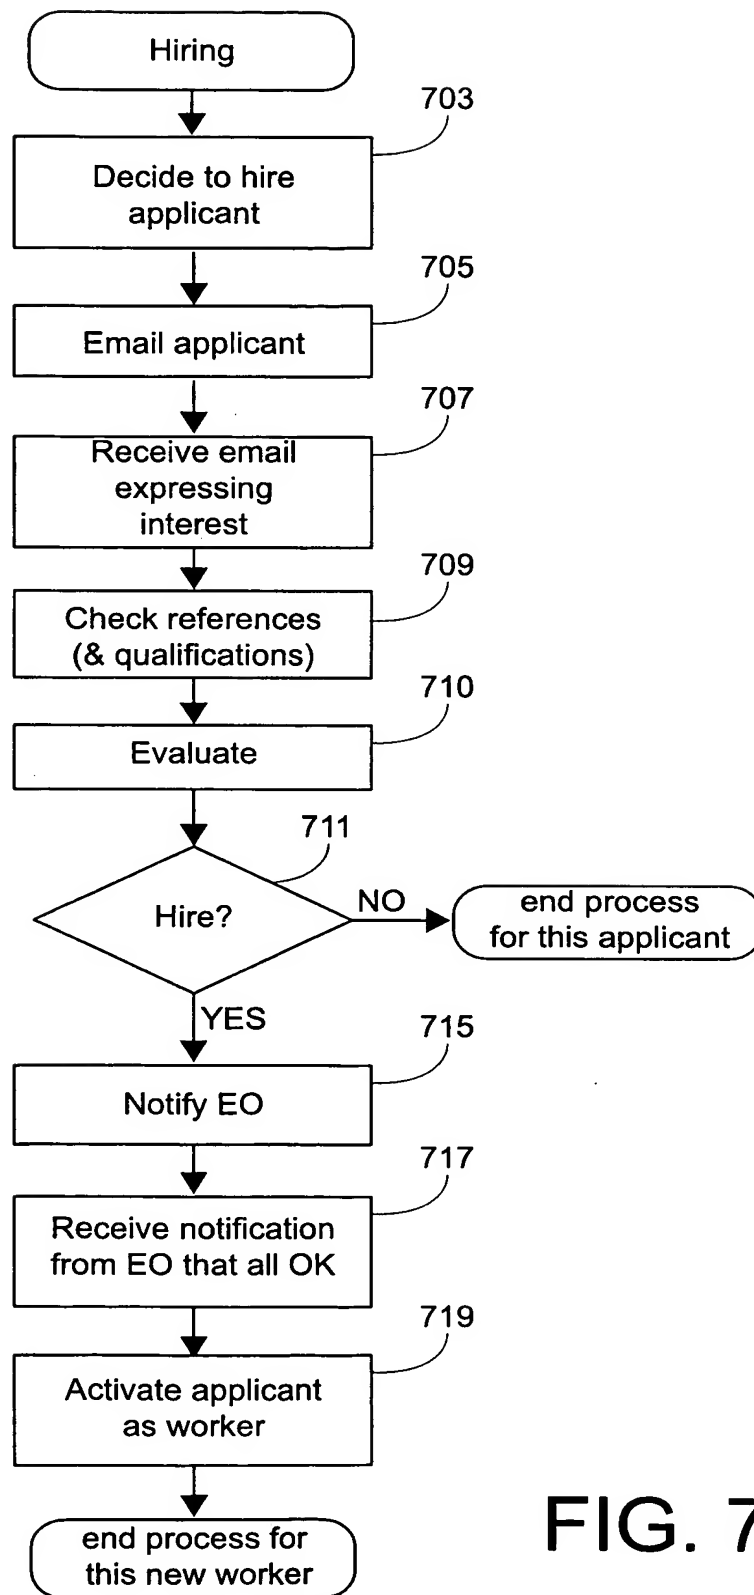 Hiring
703
Decide to hire
applicant
705
Email applicant
707
Receive email
expressing
interest
709
Check references
(& qualifications)
710
Evaluate
711
Hire?
NO
end process
for this applicant
YES
715
Notify EO
717
Receive notification
from EO that all OK
719
Activate applicant
as worker
end process for
this new worker
FIG. 7